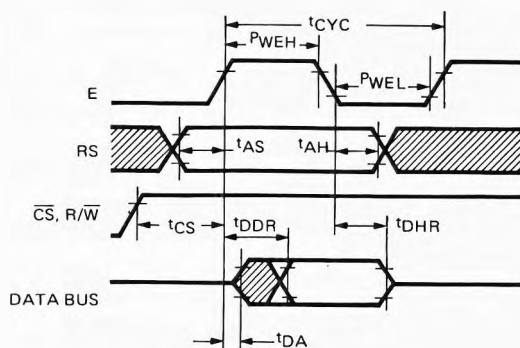 tCYC
PWEH
PWEL
E
RS
tAS
tAH
CS, R/W
tCS
tDDR
tDHR
DATA BUS
tDA